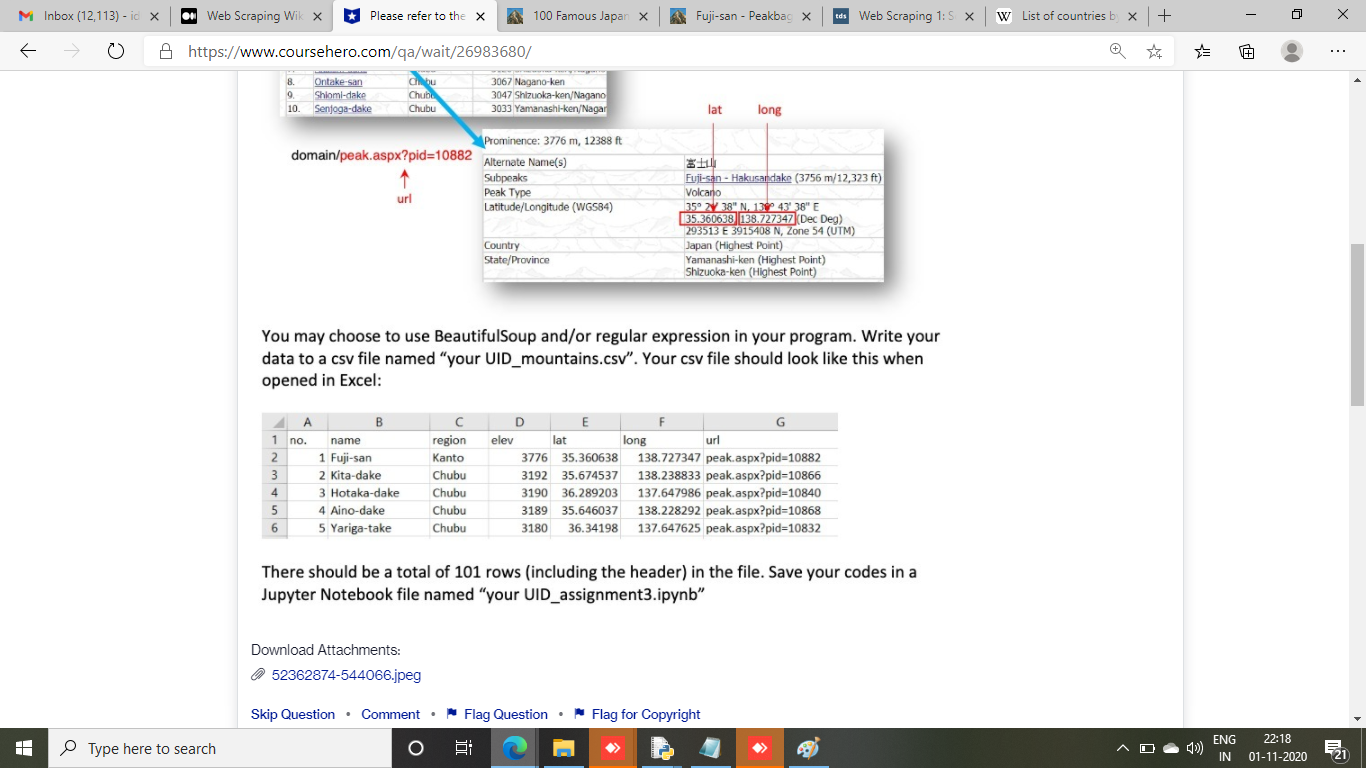 Inbox (12,113) - id
Web Scraping Wik
Please refer to the
100 Famous Japan
Fuji-san - Peakbag
tds Web Scraping 1: S
W List of countries b
https://www.coursehero.com/qa/wait/26983680/
8. Ontake-san Chubu 3067 Nagano-ken
9. Shiomi-dake Chubu 3047 Shizuoka-ken/Nagano
10. Senjoga-dake Chubu 3033 Yamanashi-ken/Nagar
lat long
domain/peak.aspx?pid=10882
url
Prominence: 3776 m, 12388 ft
Alternate Name(s) 富士山
Subpeaks Fuji-san - Hakusandake (3756 m/12,323 ft)
Peak Type Volcano
Latitude/Longitude (WGS84) 35° 38" N, 43' 38" E
35.360638, 138.727347 (Dec Deg)
293513 E 3915408 N, Zone 54 (UTM)
Country Japan (Highest Point)
State/Province Yamanashi-ken (Highest Point)
Shizuoka-ken (Highest Point)
You may choose to use BeautifulSoup and/or regular expression in your program. Write your
data to a csv file named “your UID_mountains.csv”. Your csv file should look like this when
opened in Excel:
A B C D E F G
1 no. name region elev lat long url
2 1 Fuji-san Kanto 3776 35.360638 138.727347 peak.aspx?pid=10882
3 2 Kita-dake Chubu 3192 35.674537 138.238833 peak.aspx?pid=10866
4 3 Hotaka-dake Chubu 3190 36.289203 137.647986 peak.aspx?pid=10840
5 4 Aino-dake Chubu 3189 35.646037 138.228292 peak.aspx?pid=10868
6 5 Yariga-take Chubu 3180 36.34198 137.647625 peak.aspx?pid=10832
There should be a total of 101 rows (including the header) in the file. Save your codes in a
Jupyter Notebook file named “your UID_assignment3.ipynb”
Download Attachments:
52362874-544066.jpeg
Skip Question • Comment • Flag Question • Flag for Copyright
Type here to search
ENG
IN
22:18
01-11-2020
21